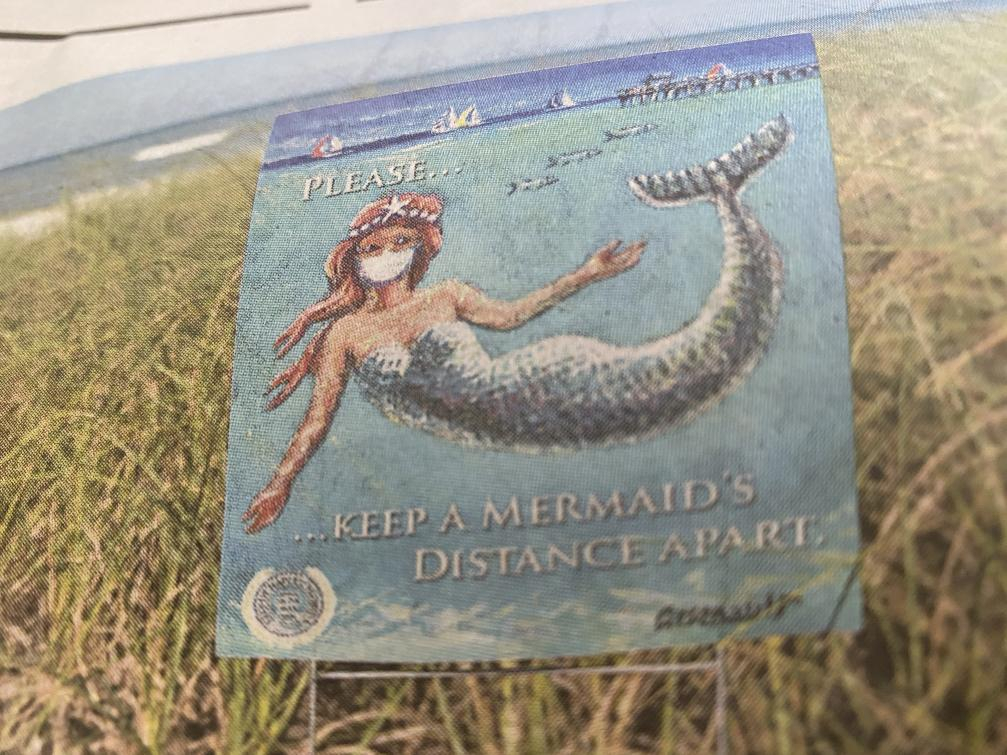 PLEASE...
...KEEP A MERMAID'S
DISTANCE APART.